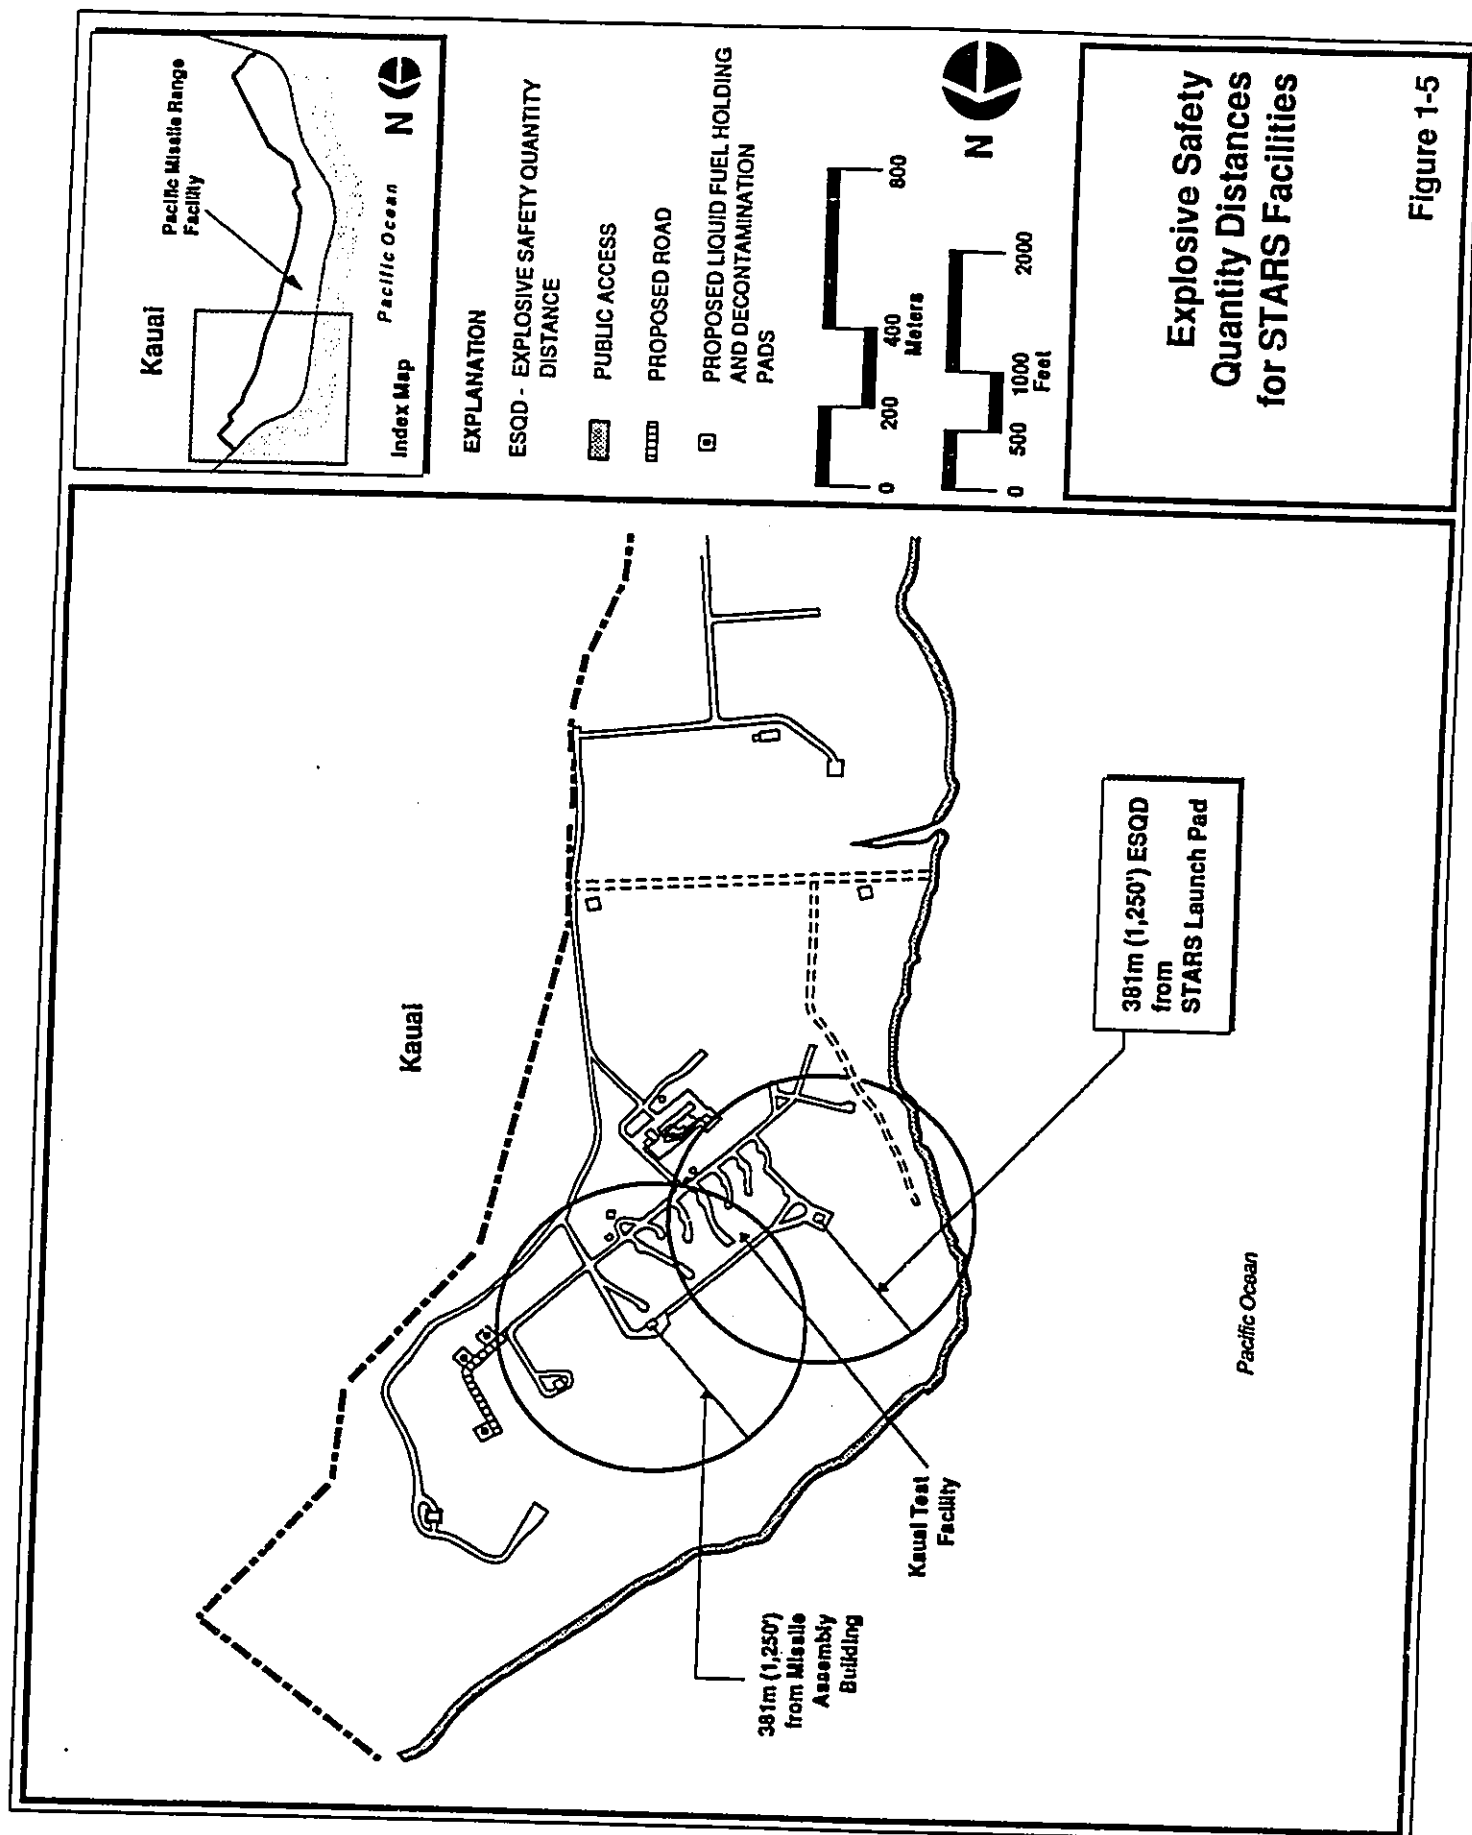 Kauai
Pacific Missile Range
Facility
Pacific Ocean
N
Index Map
EXPLANATION
ESQD - EXPLOSIVE SAFETY QUANTITY
DISTANCE
PUBLIC ACCESS
PROPOSED ROAD
PROPOSED LIQUID FUEL HOLDING
AND DECONTAMINATION
PADS
0 200 400 800
Meters
0 500 1000 2000
Feet
N
Explosive Safety
Quantity Distances
for STARS Facilities
Figure 1-5
Kauai
381m (1,250') ESQD
from
STARS Launch Pad
381m (1,250')
from Missile
Assembly
Building
Kauai Test
Facility
Pacific Ocean